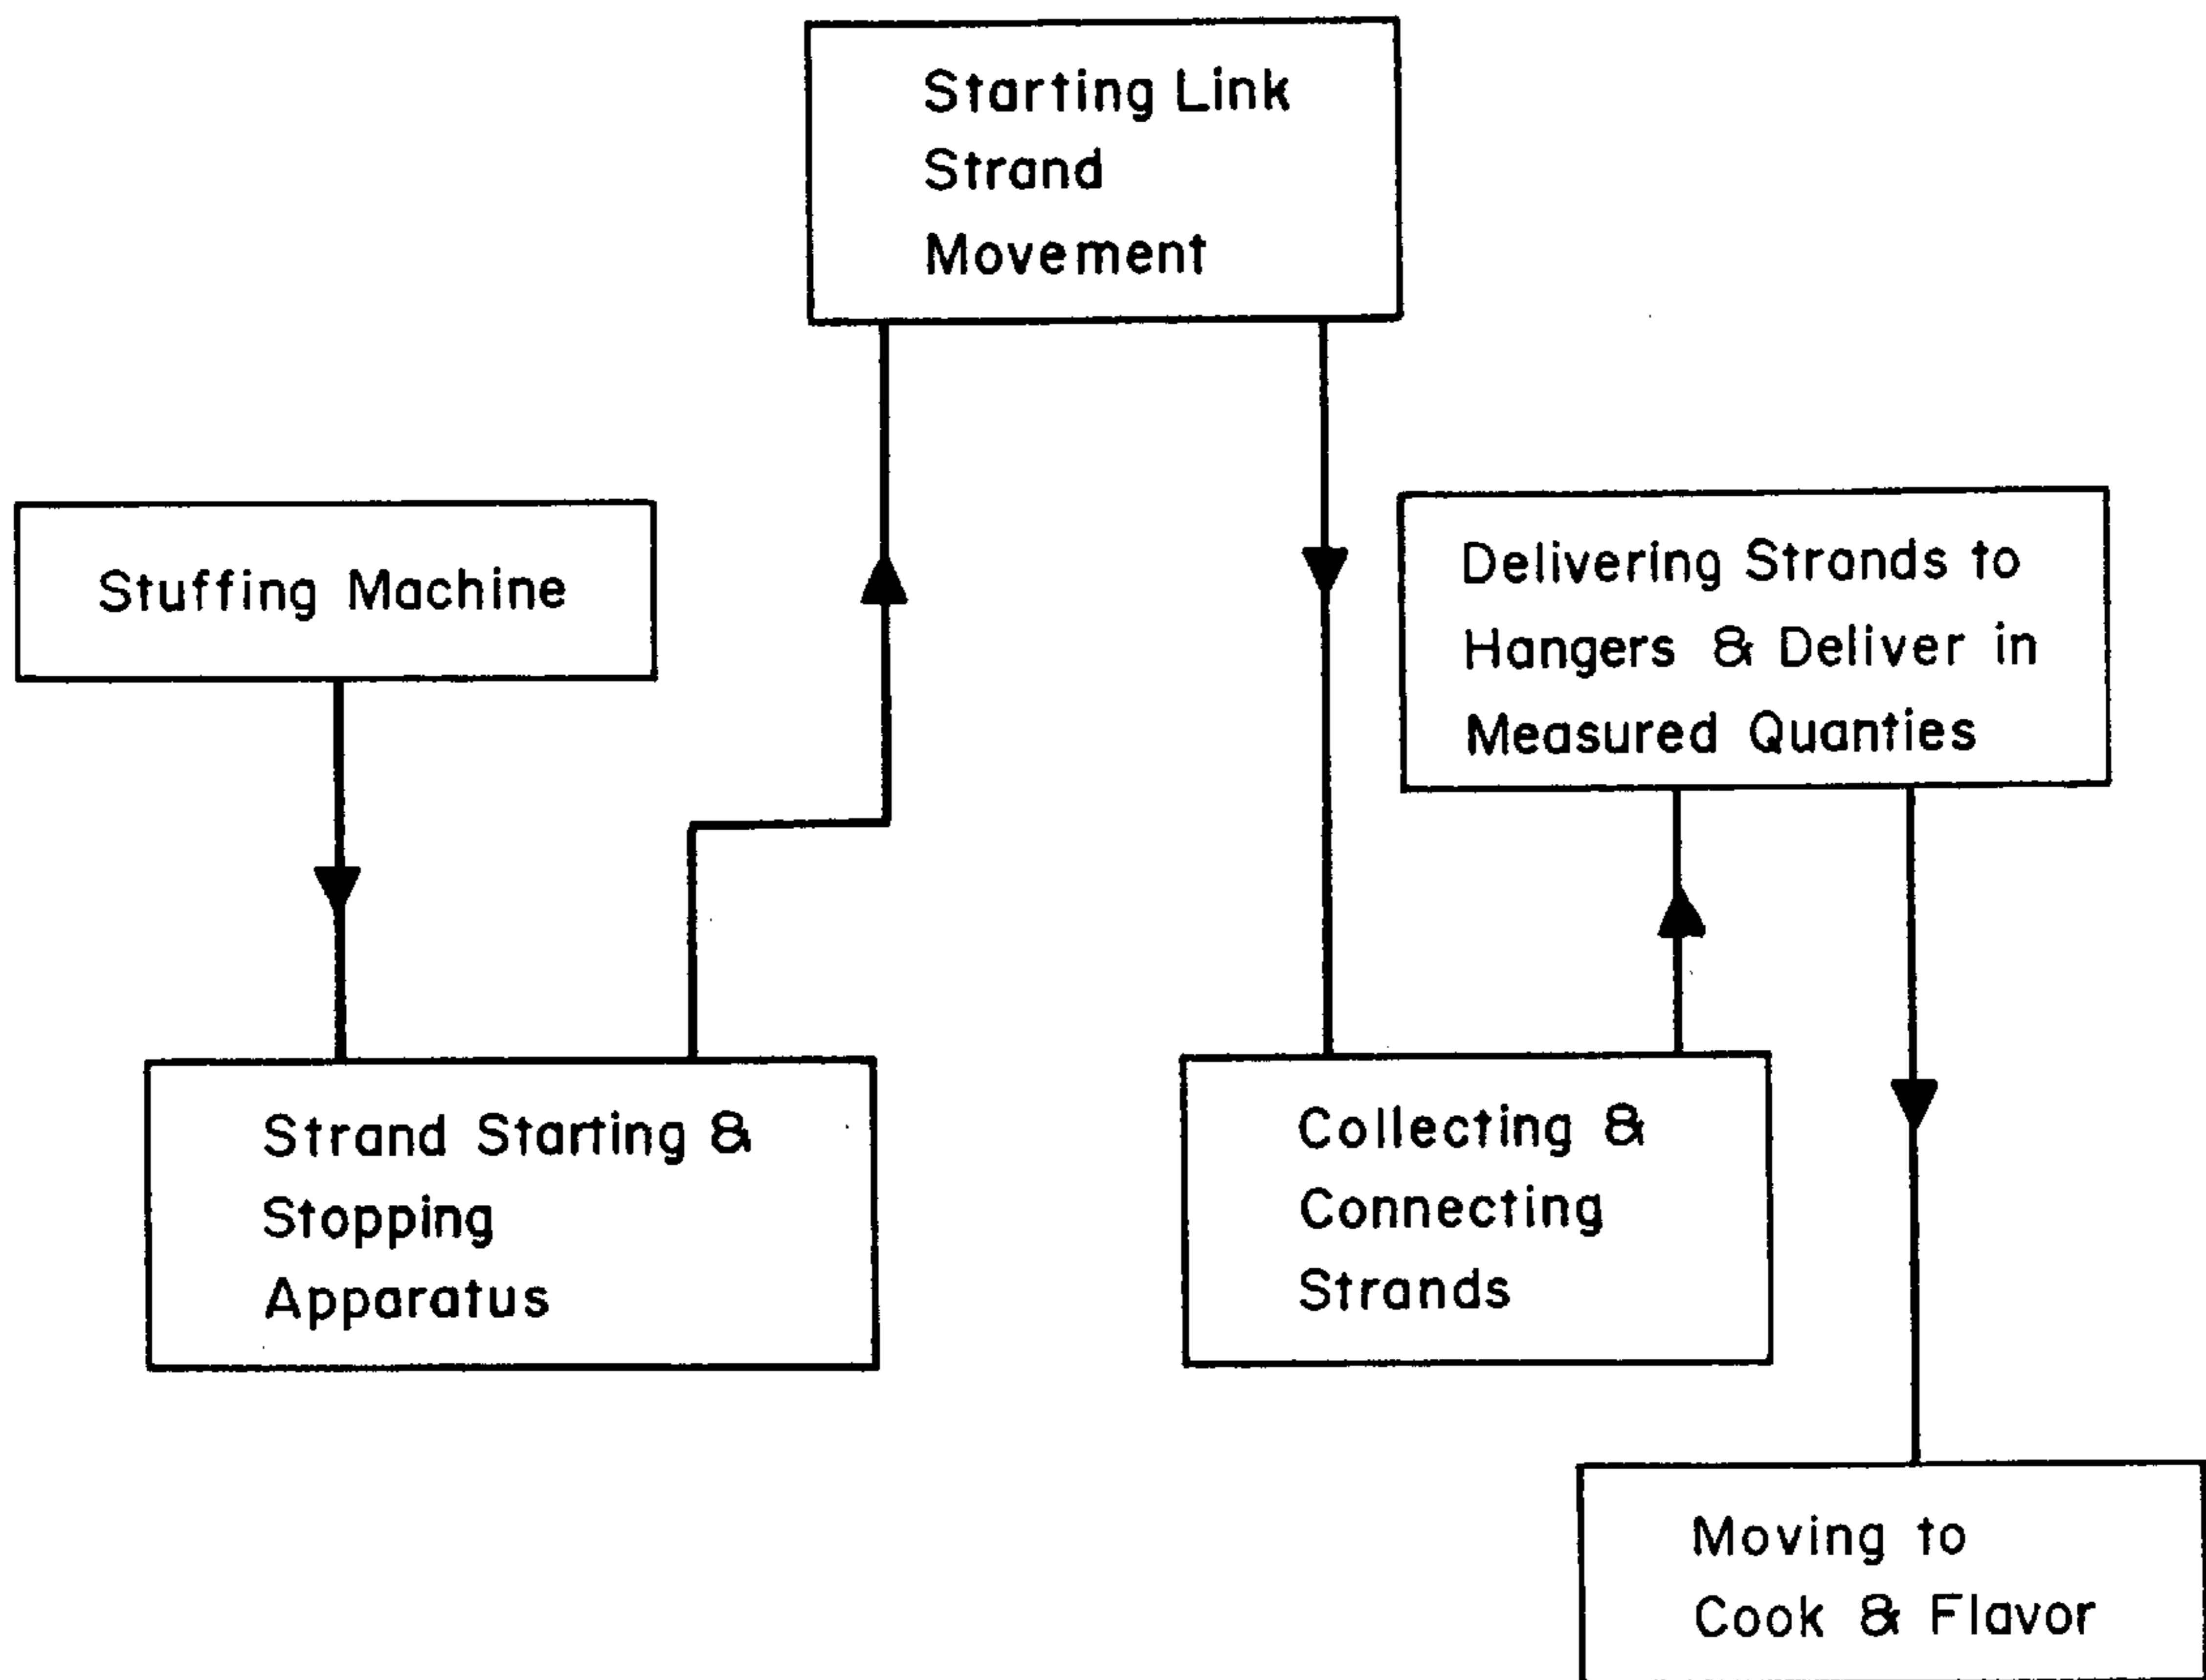 Starting Link
Strand
Movement
Stuffing Machine
Delivering Strands to
Hangers & Deliver in
Measured Quanties
Strand Starting &
Stopping
Apparatus
Collecting &
Connecting
Strands
Moving to
Cook & Flavor